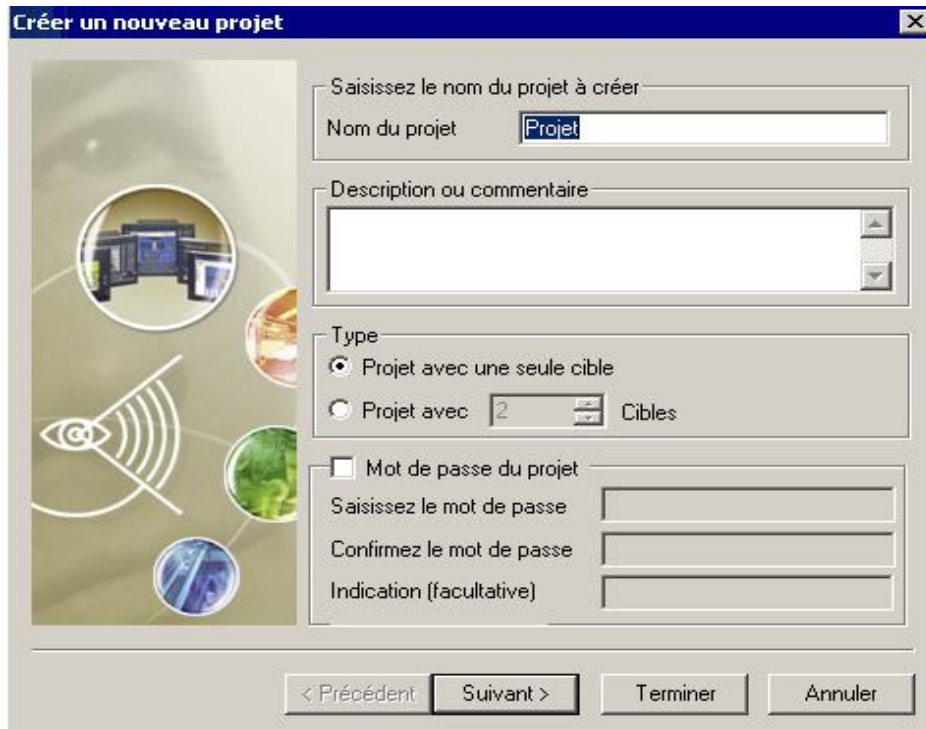 Créer un nouveau projet
Saisissez le nom du projet à créer
Nom du projet Projet
Description ou commentaire
Type
Projet avec une seule cible
Projet avec 2 Cibles
Mot de passe du projet
Saisissez le mot de passe
Confirmez le mot de passe
Indication (facultative)
< Précédent Suivant > Terminer Annuler